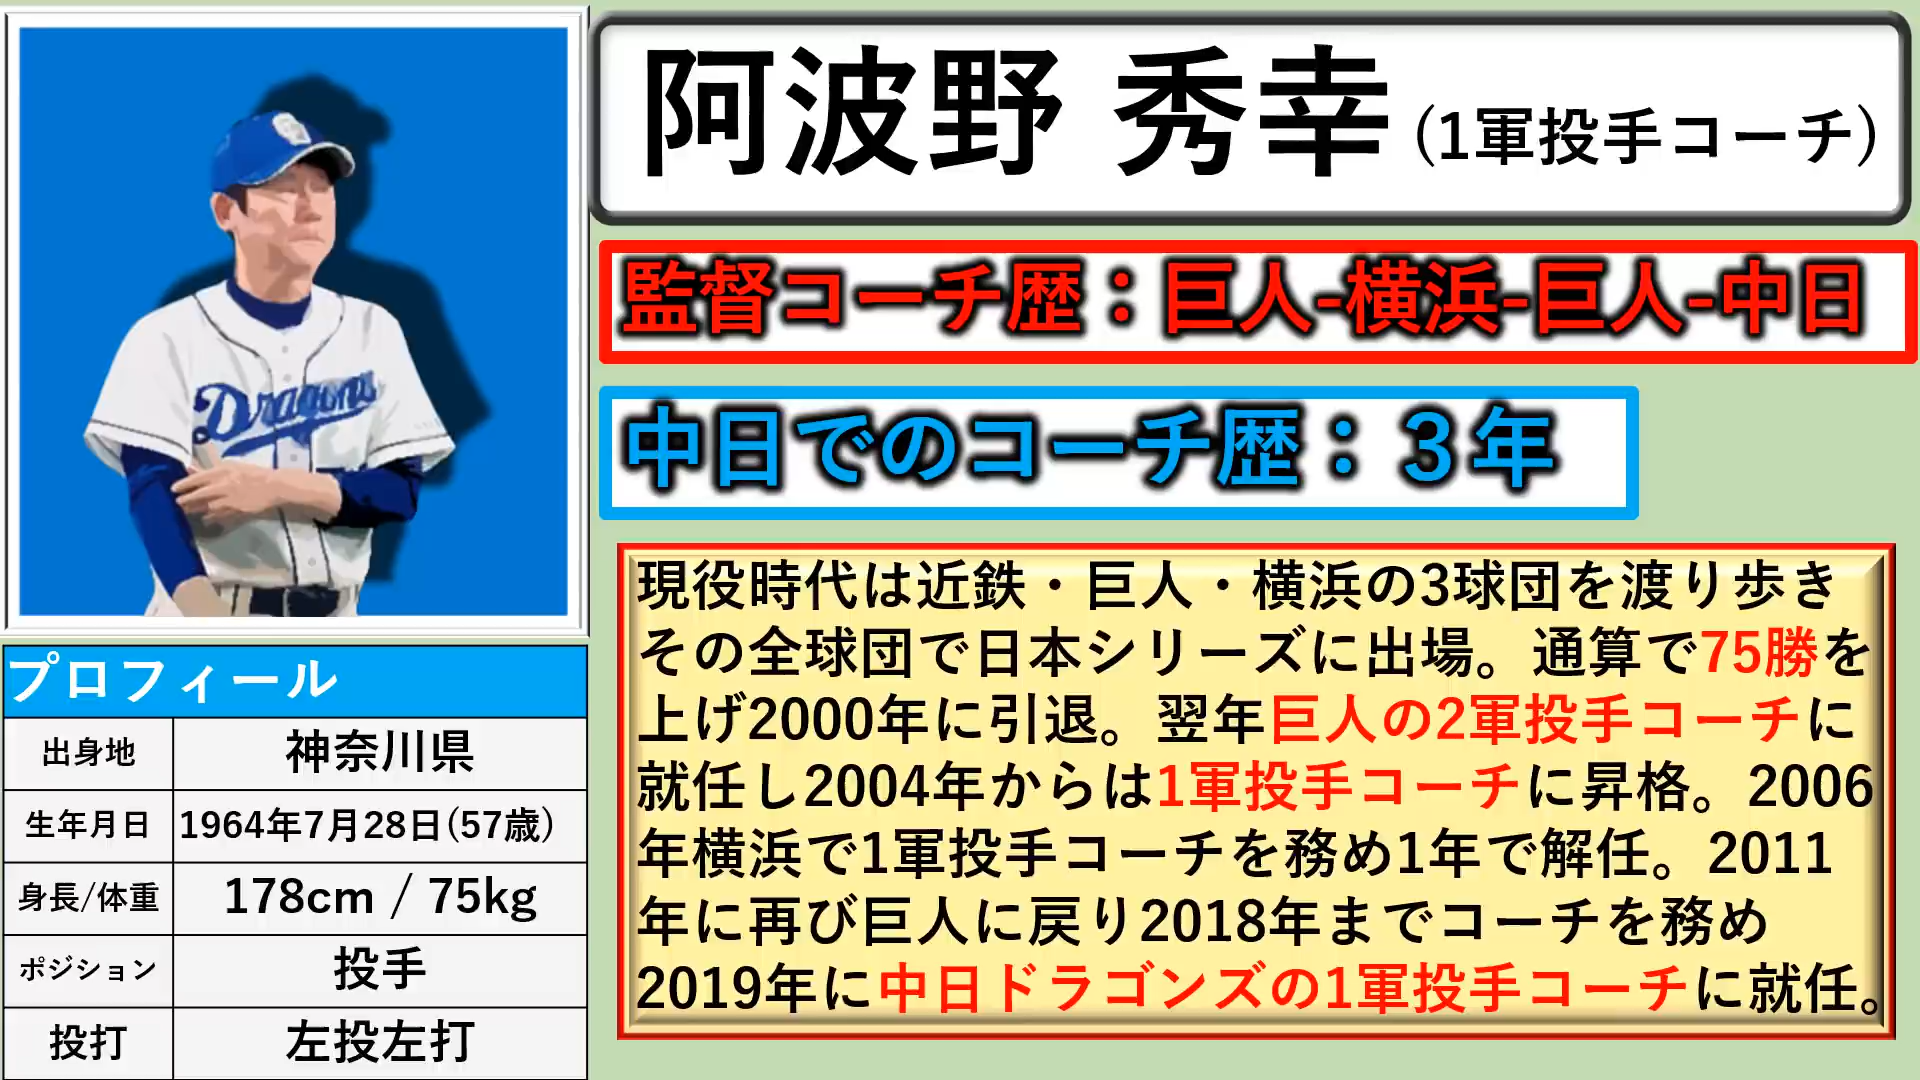 阿波野 秀幸 (1軍投手コーチ)
監督コーチ歴：巨人-横浜-巨人-中日
中日でのコーチ歴：３年
Dragons
現役時代は近鉄・巨人・横浜の3球団を渡り歩き
その全球団で日本シリーズに出場。通算で75勝を
上げ2000年に引退。翌年巨人の2軍投手コーチに
就任し2004年からは1軍投手コーチに昇格。2006
年横浜で1軍投手コーチを務め1年で解任。2011
年に再び巨人に戻り2018年までコーチを務め
2019年に中日ドラゴンズの1軍投手コーチに就任。
プロフィール
出身地 神奈川県
生年月日 1964年7月28日(57歳)
身長/体重 178cm / 75kg
ポジション 投手
投打 左投左打